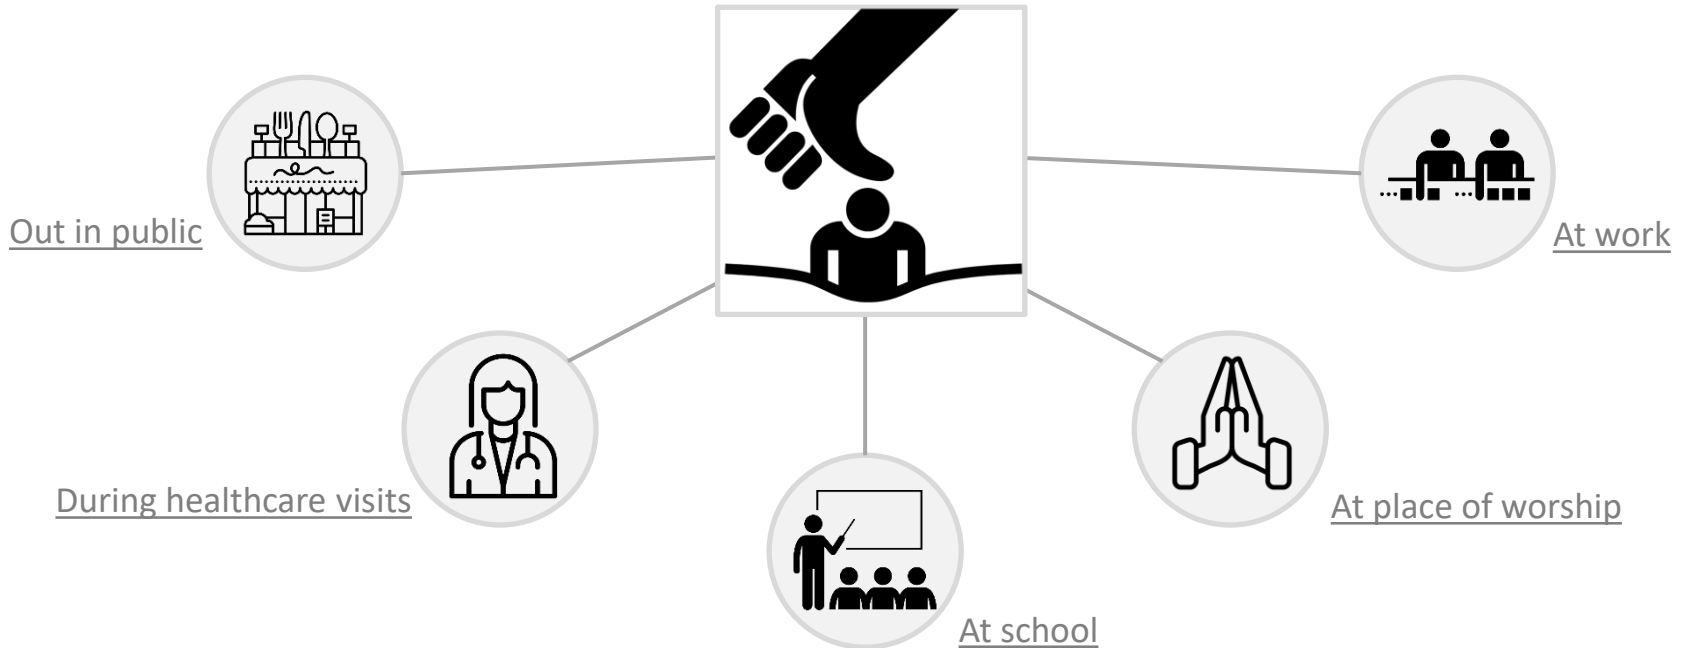 Out in public
At work
During healthcare visits
At place of worship
At school